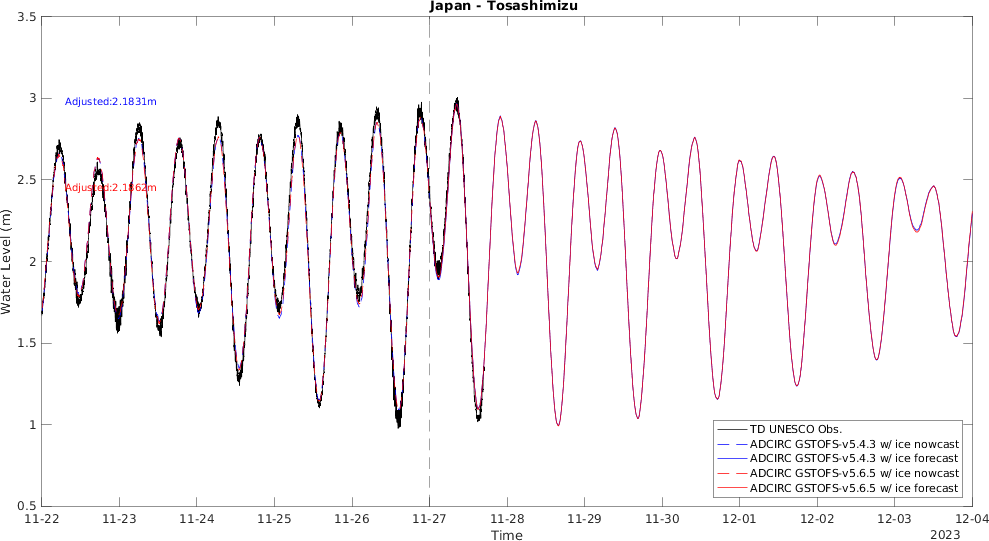 Japan - Tosashimizu
3.5
3
2.5
2
1.5
1
0.5
Water Level (m)
Adjusted:2.1831m
Adjusted:2.1862m
TD UNESCO Obs.
ADCIRC GSTOFS-v5.4.3 w/ ice nowcast
ADCIRC GSTOFS-v5.4.3 w/ ice forecast
ADCIRC GSTOFS-v5.6.5 w/ ice nowcast
ADCIRC GSTOFS-v5.6.5 w/ ice forecast
11-22 11-23 11-24 11-25 11-26 11-27 11-28 11-29 11-30 12-01 12-02 12-03 12-04
Time
2023